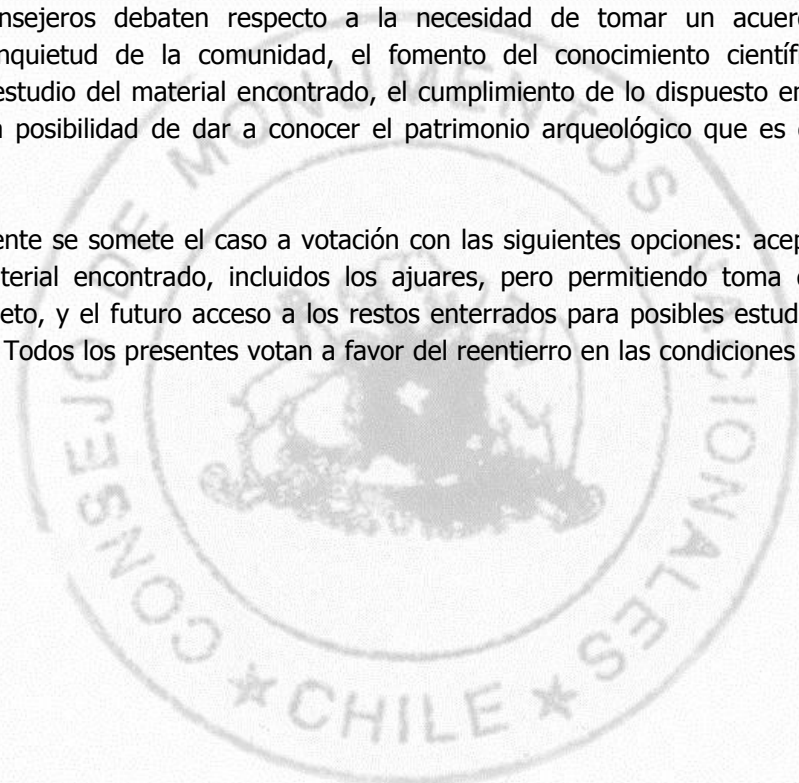 nsejeros debaten respecto a la necesidad de tomar un acuer
nquietud de la comunidad, el fomento del conocimiento científi
estudio del material encontrado, el cumplimiento de lo dispuesto en
posibilidad de dar a conocer el patrimonio arqueológico que es
ente se somete el caso a votación con las siguientes opciones: acep
terial encontrado, incluidos los ajuares, pero permitiendo toma
eto, y el futuro acceso a los restos enterrados para posibles estud
Todos los presentes votan a favor del reentierro en las condiciones
CONSEJO DE MONUMENTOS NACIONALES
* CHILE *